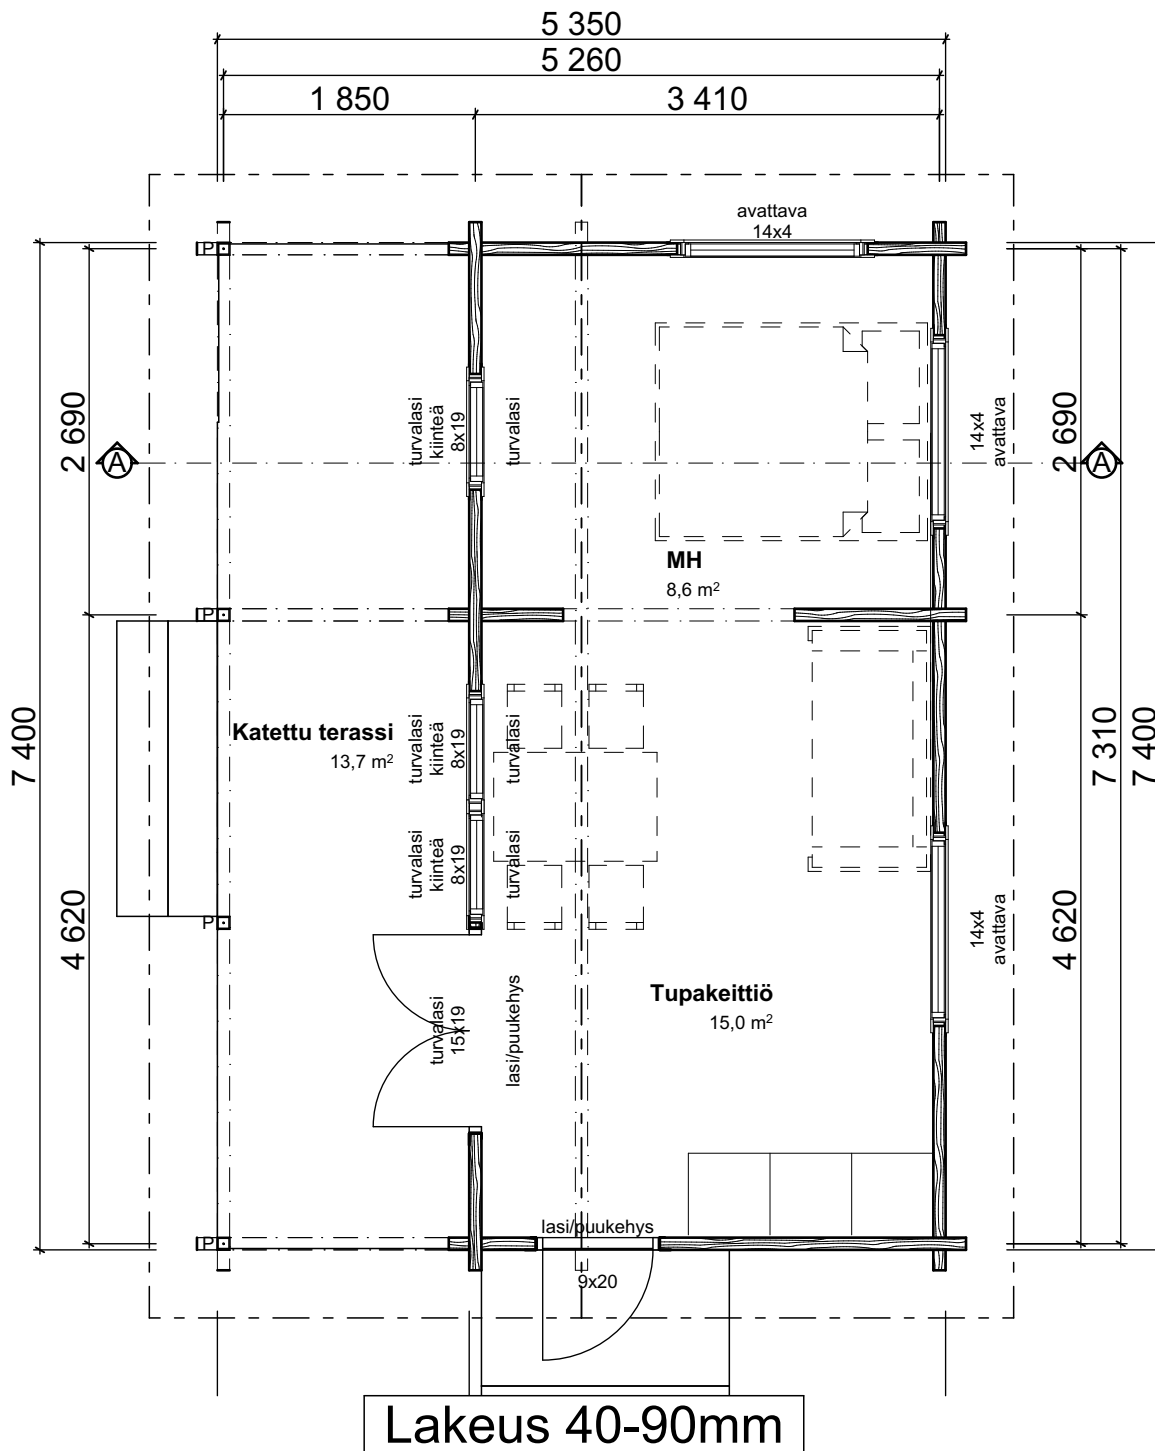 5 350
5 260
1 850
3 410
avattava
14x4
P
2 690
turvalasi
kiinteä
8x19
turvalasi
14x4
avattava
2 690
A
A
MH
8,6 m²
P
7 400
Katettu terassi
13,7 m²
turvalasi
kiinteä
8x19
turvalasi
7 310
7 400
turvalasi
kiinteä
8x19
turvalasi
P
4 620
14x4
avattava
4 620
Tupakeittiö
15,0 m²
turvalasi
15x19
lasi/puukehys
P
lasi/puukehys
9x20
Lakeus 40-90mm